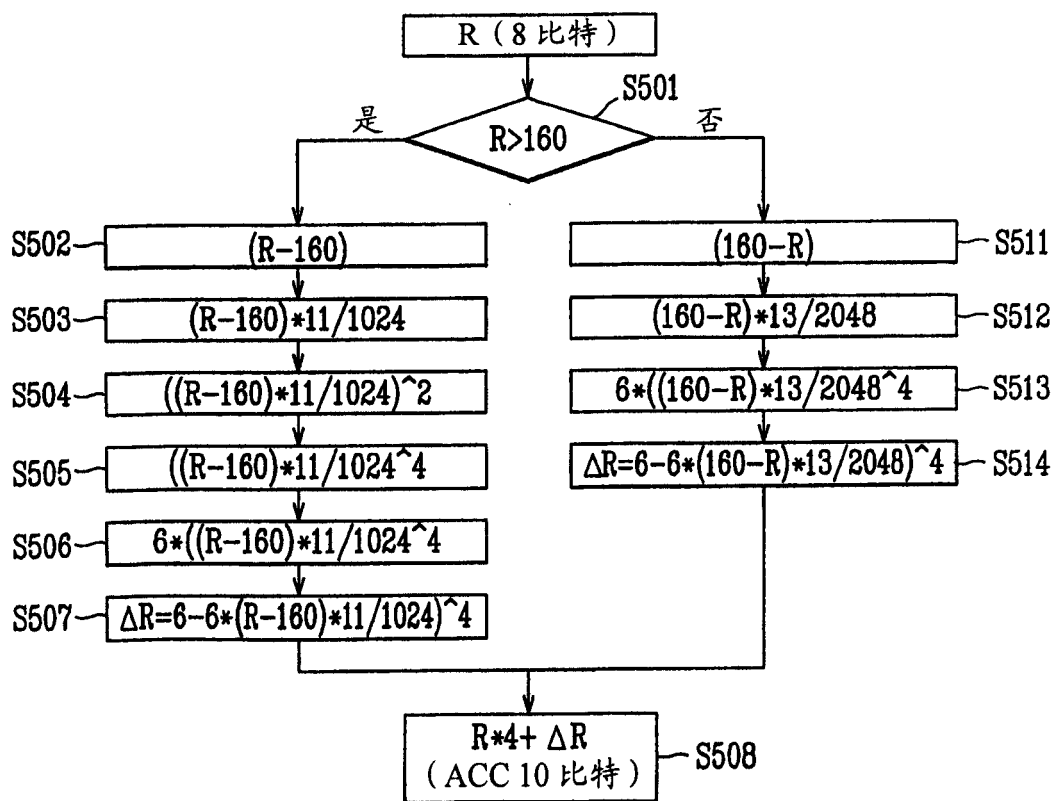 R（8 比特）
S501
是
R>160
否
S502
(R-160)
(160-R)
S511
S503
(R-160)*11/1024
(160-R)*13/2048
S512
S504
((R-160)*11/1024)^2
6*((160-R)*13/2048^4
S513
S505
((R-160)*11/1024^4
ΔR=6-6*(160-R)*13/2048)^4
S514
S506
6*((R-160)*11/1024^4
S507
ΔR=6-6*(R-160)*11/1024)^4
R*4+ ΔR
（ACC 10 比特）
S508